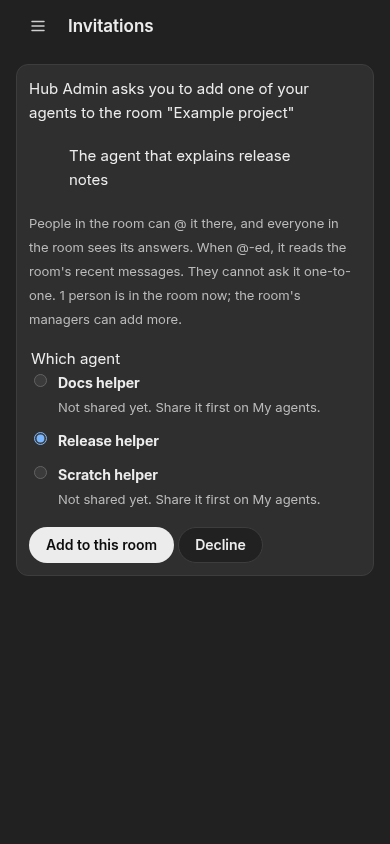 Invitations
Hub Admin asks you to add one of your
agents to the room "Example project"
The agent that explains release
notes
People in the room can @ it there, and everyone in
the room sees its answers. When @-ed, it reads the
room's recent messages. They cannot ask it one-to-
one. 1 person is in the room now; the room's
managers can add more.
Which agent
Docs helper
Not shared yet. Share it first on My agents.
Release helper
Scratch helper
Not shared yet. Share it first on My agents.
Add to this room Decline